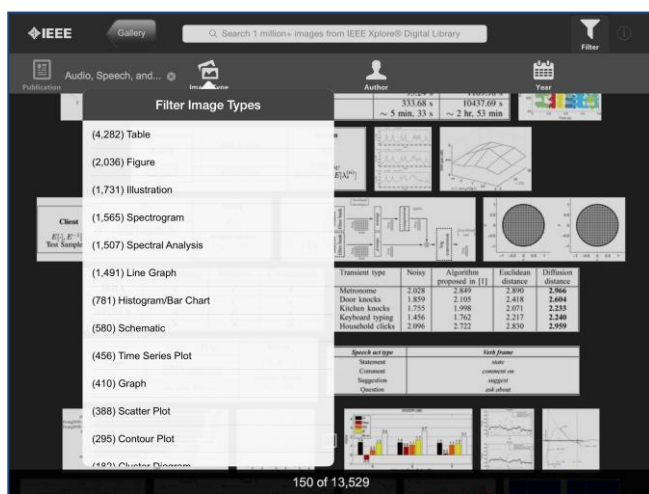 IEEE
Gallery
Search 1 million+ images from IEEE Xplore® Digital Library
Filter
Publication
Audio, Speech, and...
Author
Year
Filter Image Types
(4,282) Table
(2,036) Figure
(1,731) Illustration
(1,565) Spectrogram
(1,507) Spectral Analysis
(1,491) Line Graph
(781) Histogram/Bar Chart
(580) Schematic
(456) Time Series Plot
(410) Graph
(388) Scatter Plot
(295) Contour Plot
(182) Cluster Diagram
333.68 s 10437.69 s
~ 5 min, 33 s ~ 2 hr, 53 min
Client
Test Sample
Transient type Noisy Algorithm proposed in [1] Euclidean distance Diffusion distance
Metronome 2.028 2.849 2.890 2.966
Door knocks 1.859 2.105 2.418 2.604
Kitchen knocks 1.755 1.998 2.071 2.233
Keyboard typing 1.456 1.762 2.217 2.240
Household clicks 2.096 2.722 2.830 2.959
Speech act type Verb frame
Statement state
Comment comment on
Suggestion suggest
Question ask about
150 of 13,529